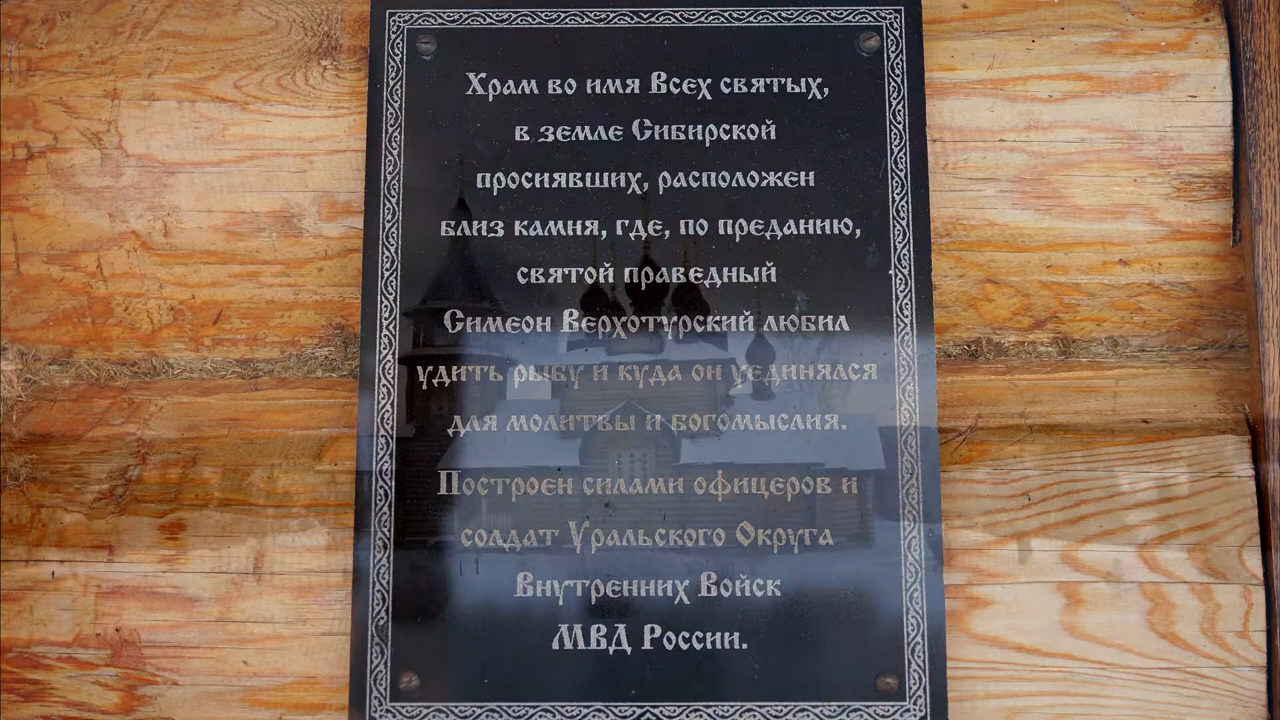 Храм во имя Всех святых,
в земле Сибирской
просиявших, расположен
близ камня, где, по преданию,
святой праведный
Симеон Верхотурский любил
удить рыбу и куда он уединялся
для молитвы и богомыслия.
Построен силами офицеров и
солдат Уральского Округа
Внутренних Войск
МВД России.